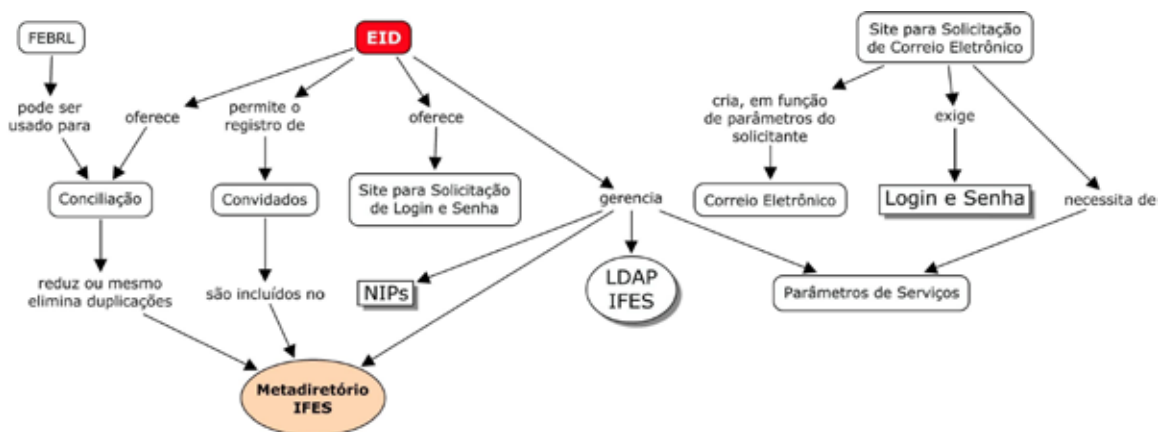 FEBRL
EID
Site para Solicitação
de Correio Eletrônico
pode ser
usado para
oferece
permite o
registro de
oferece
cria, em função
de parâmetros do
solicitante
exige
Conciliação
Convidados
Site para Solicitação
de Login e Senha
gerencia
Correio Eletrônico
Login e Senha
necessita de
reduz ou mesmo
elimina duplicações
são incluídos no
NIPs
LDAP
IFES
Parâmetros de Serviços
Metadiretório
IFES